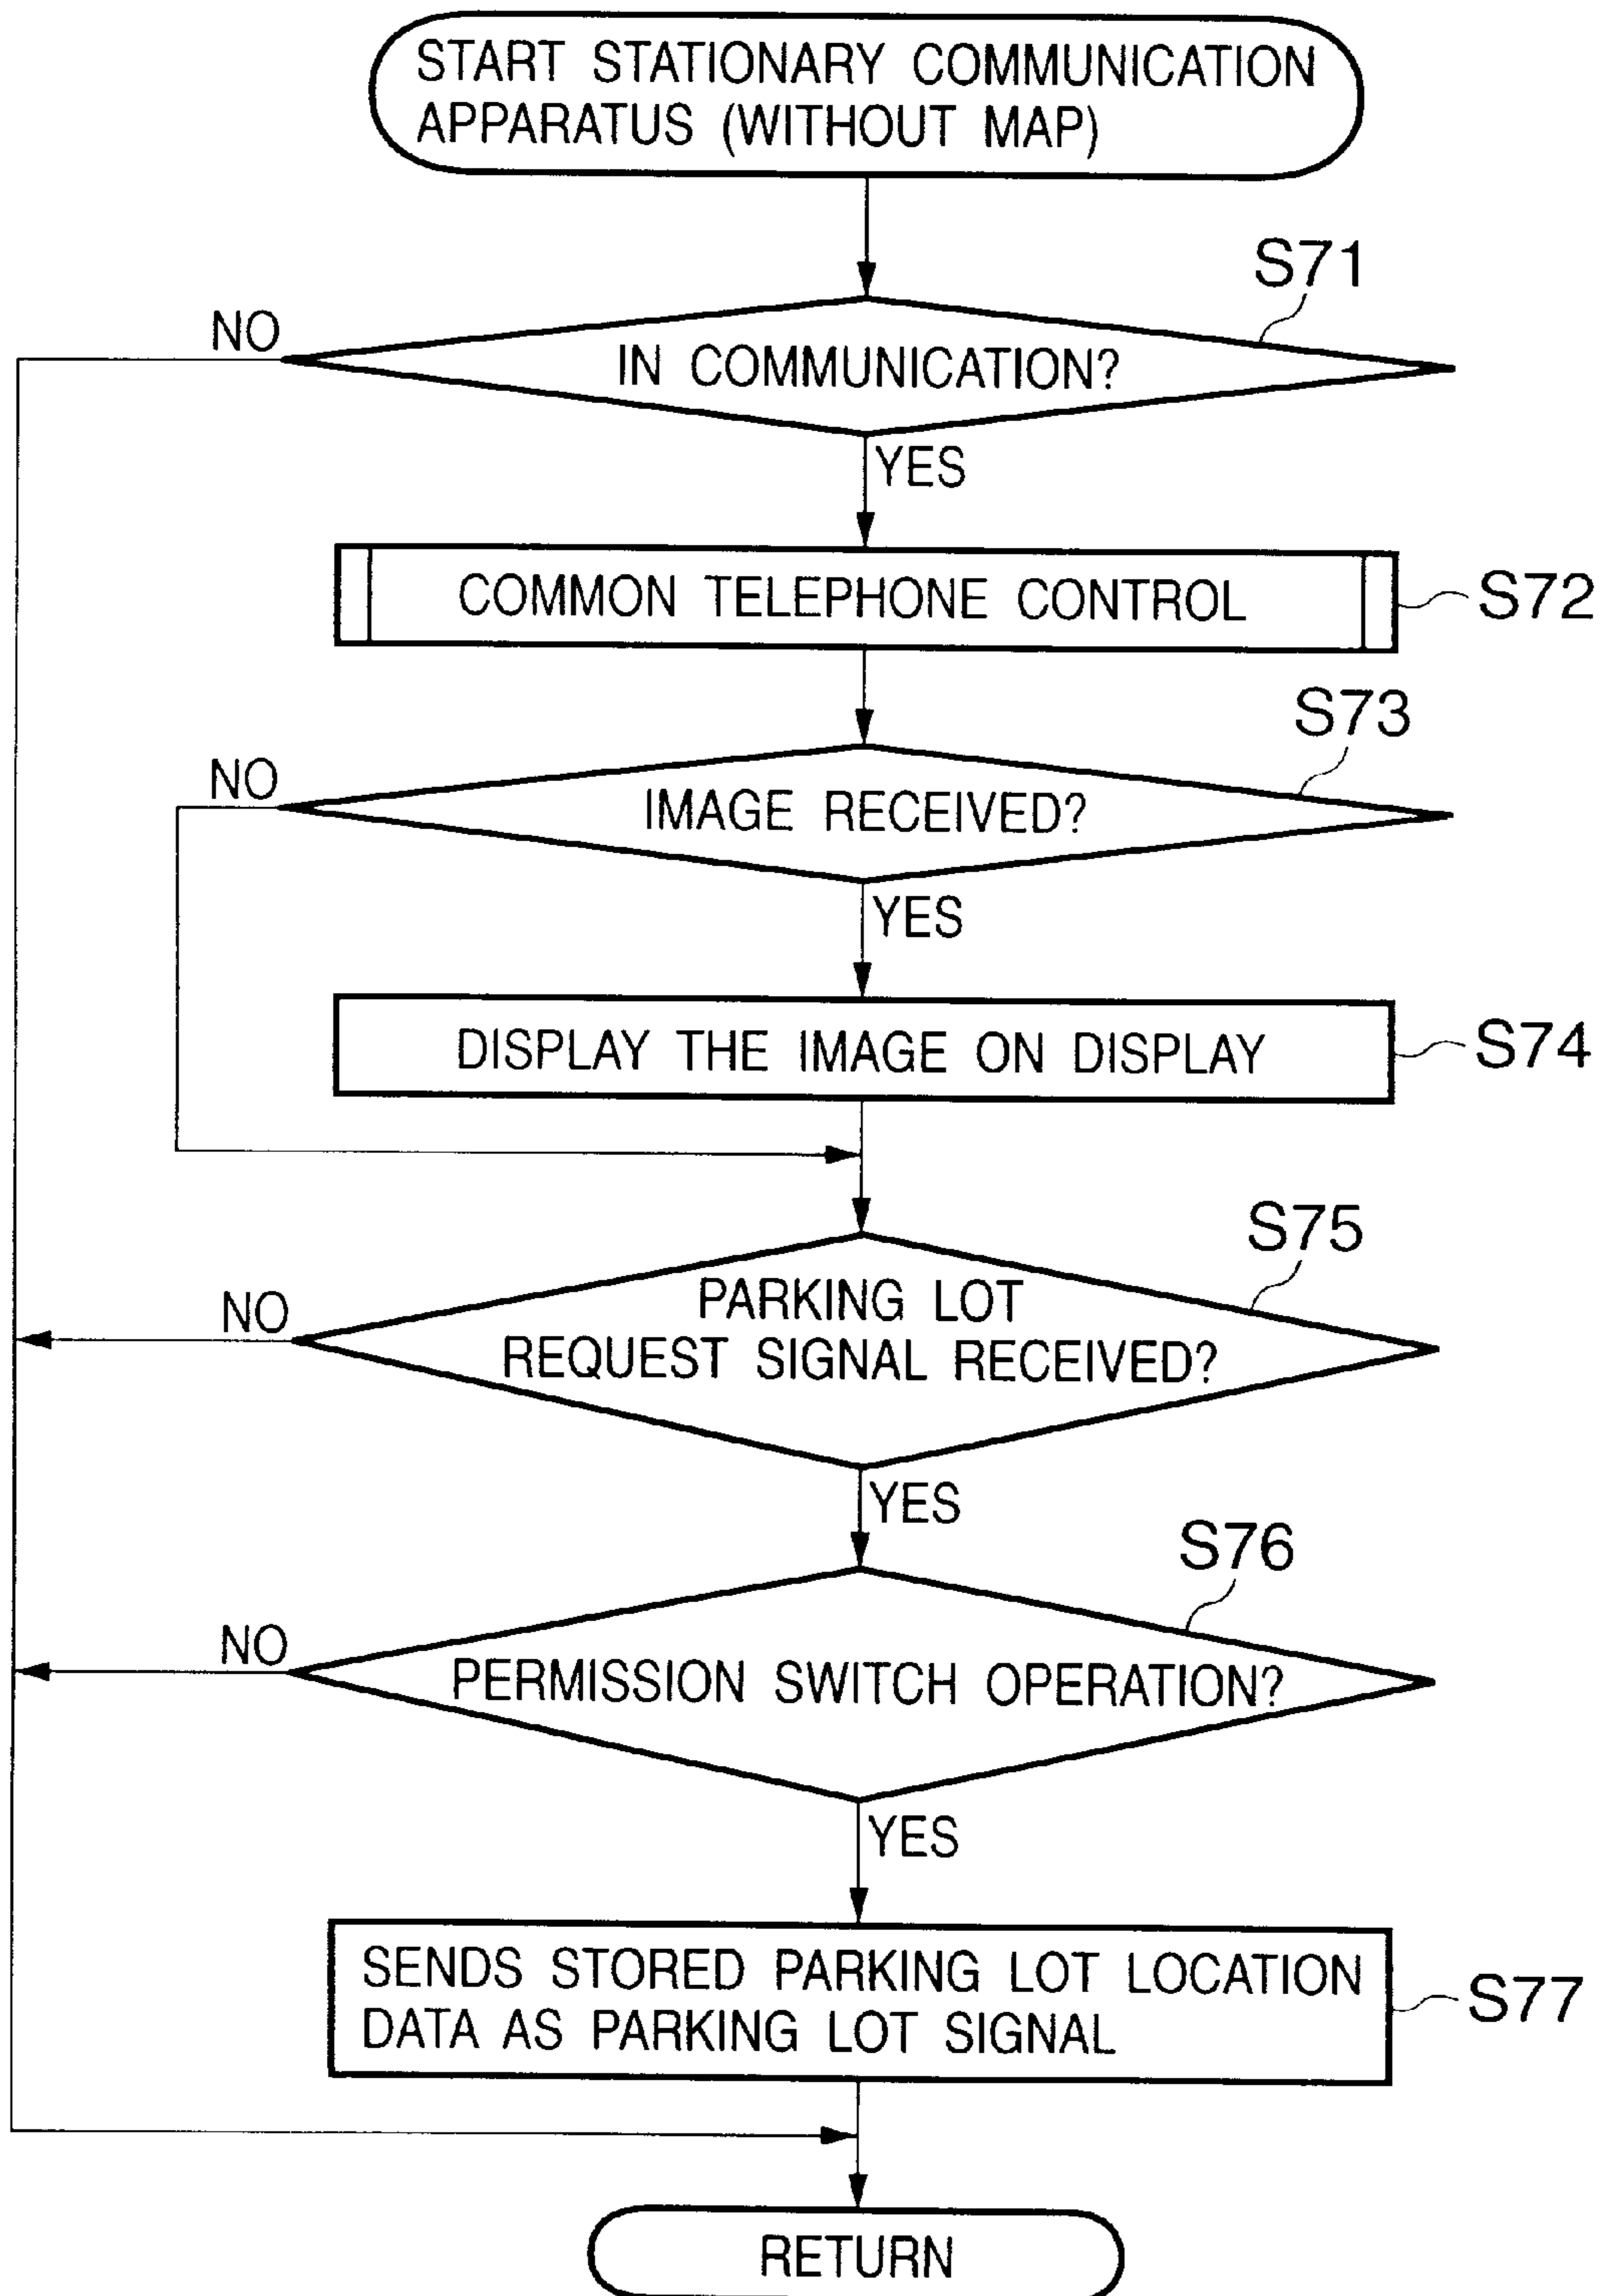 START STATIONARY COMMUNICATION
APPARATUS (WITHOUT MAP)
S71
NO
IN COMMUNICATION?
YES
COMMON TELEPHONE CONTROL
S72
S73
NO
IMAGE RECEIVED?
YES
DISPLAY THE IMAGE ON DISPLAY
S74
S75
NO
PARKING LOT
REQUEST SIGNAL RECEIVED?
YES
S76
NO
PERMISSION SWITCH OPERATION?
YES
SENDS STORED PARKING LOT LOCATION
DATA AS PARKING LOT SIGNAL
S77
RETURN